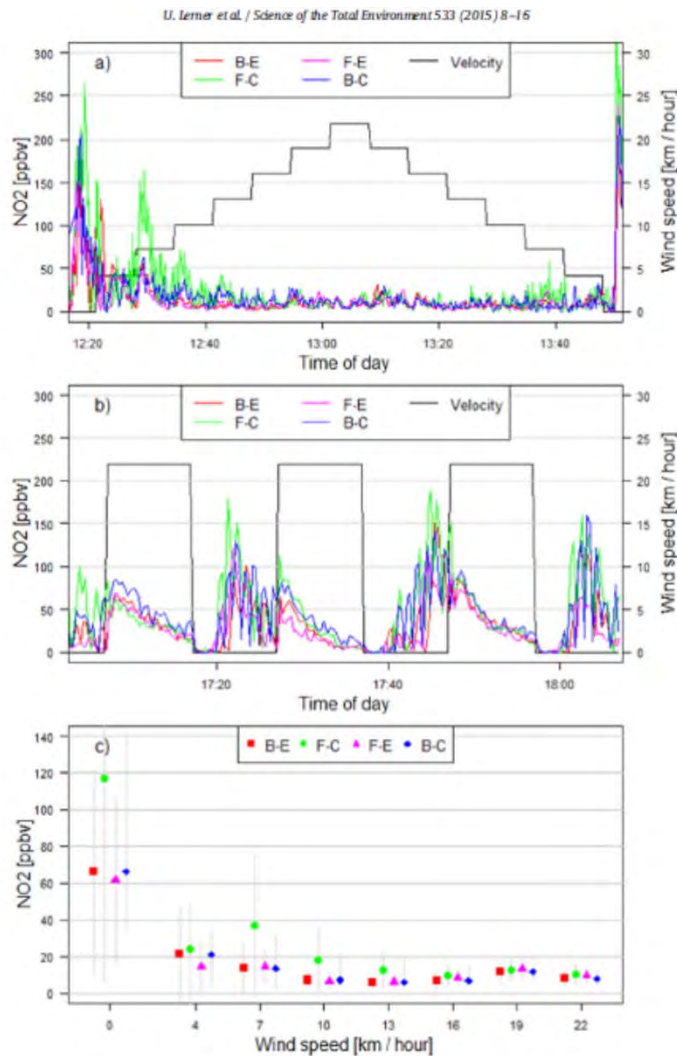 U. Lerner et al. / Science of the Total Environment 533 (2015) 8–16
a)
B-E F-E Velocity
F-C B-C
NO2 [ppbv]
300
250
200
150
100
50
0
Wind speed [km / hour]
30
25
20
15
10
5
0
12:20 12:40 13:00 13:20 13:40
Time of day
b)
B-E F-E Velocity
F-C B-C
NO2 [ppbv]
300
250
200
150
100
50
0
Wind speed [km / hour]
30
25
20
15
10
5
0
17:20 17:40 18:00
Time of day
c)
B-E F-C F-E B-C
NO2 [ppbv]
140
120
100
80
60
40
20
0
0 4 7 10 13 16 19 22
Wind speed [km / hour]